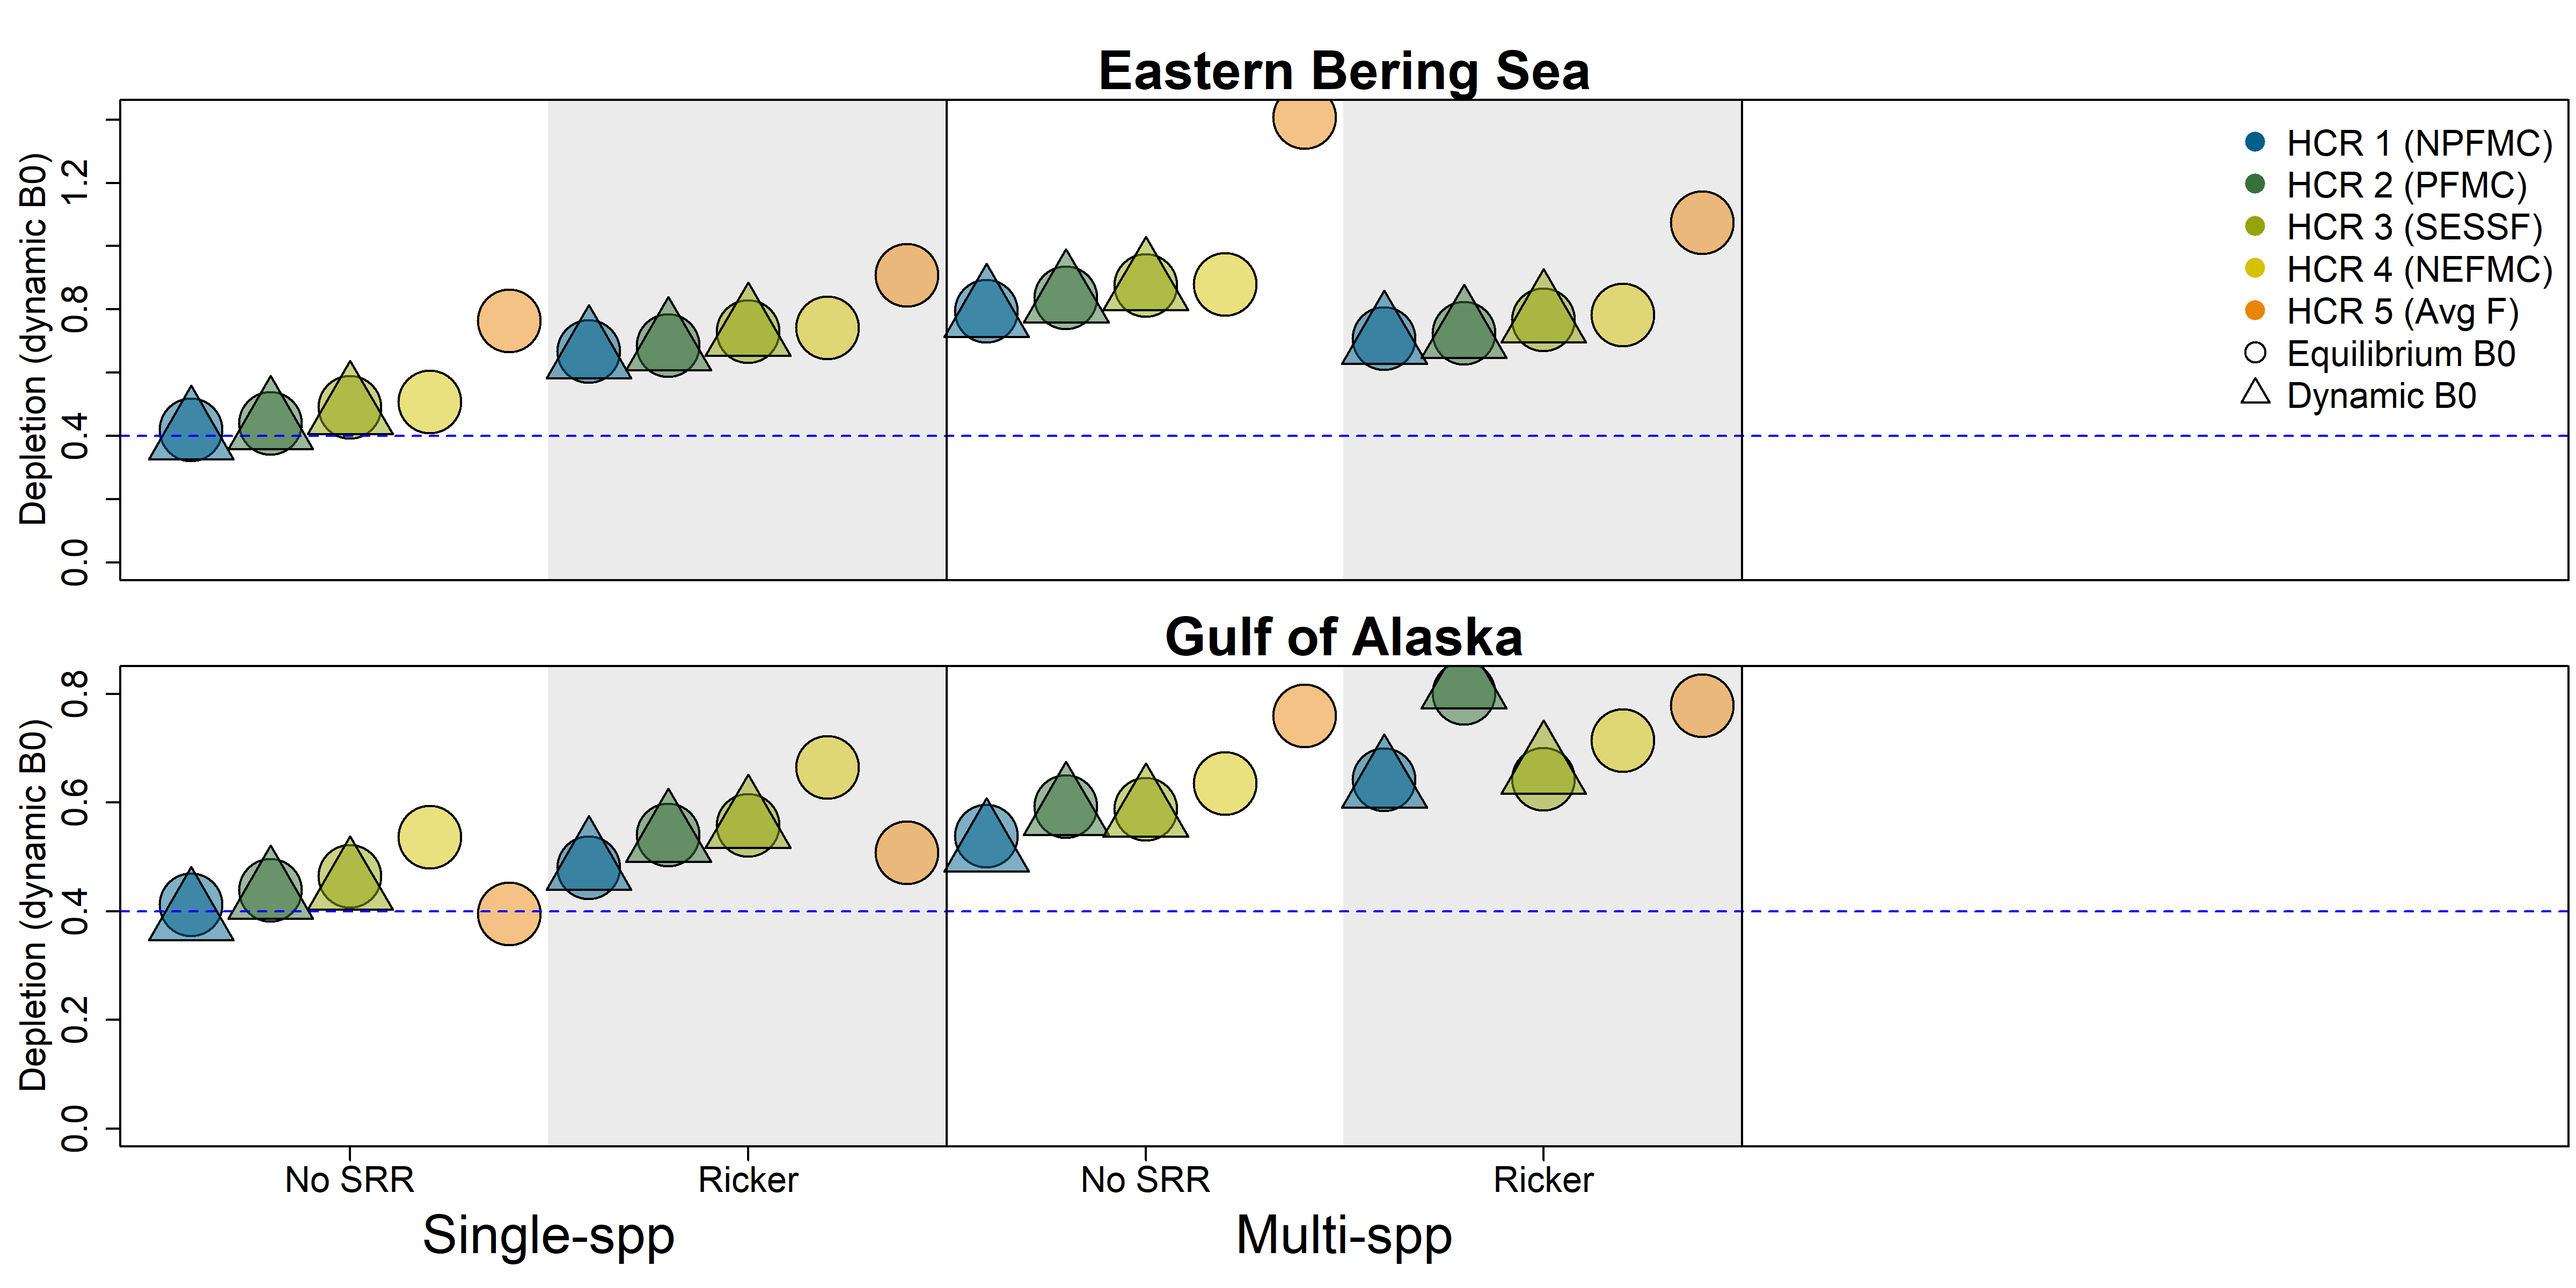 Eastern Bering Sea
Depletion (dynamic B0)
0.0 0.4 0.8 1.2
HCR 1 (NPFMC)
HCR 2 (PFMC)
HCR 3 (SESSF)
HCR 4 (NEFMC)
HCR 5 (Avg F)
Equilibrium B0
Dynamic B0
Gulf of Alaska
Depletion (dynamic B0)
0.0 0.2 0.4 0.6 0.8
No SRR Ricker No SRR Ricker
Single-spp Multi-spp